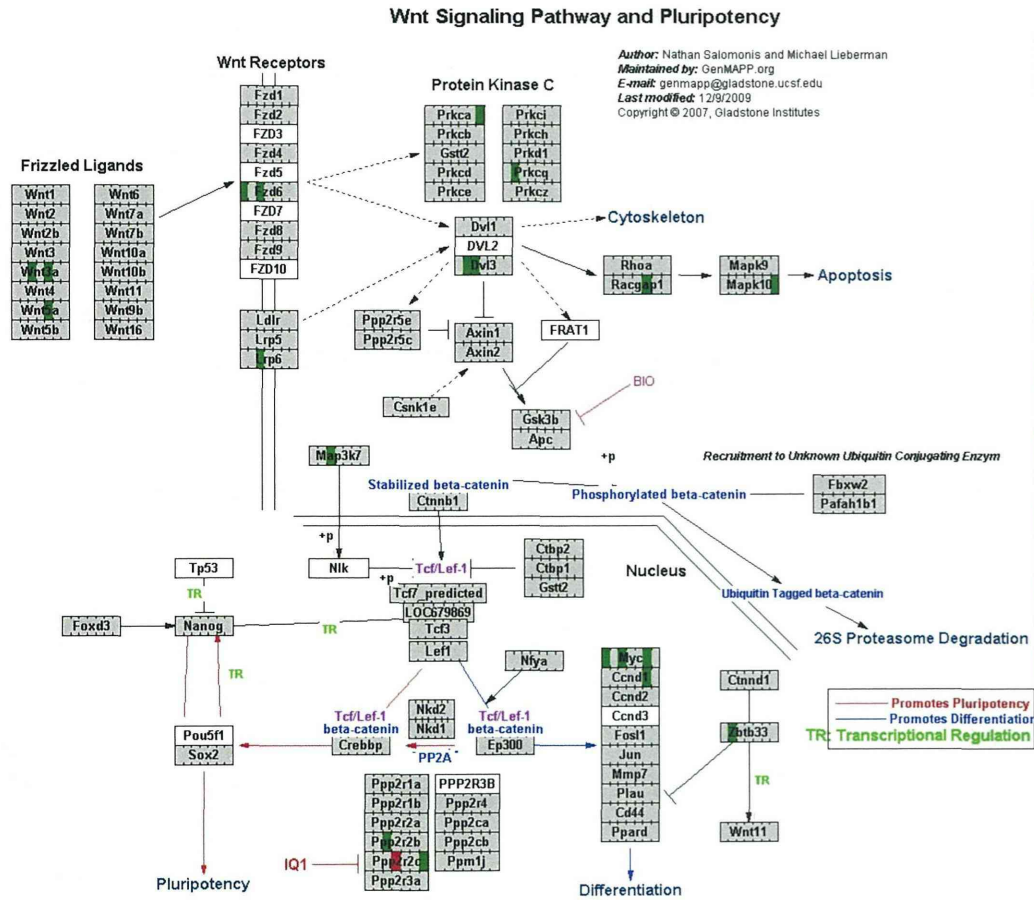 Wnt Signaling Pathway and Pluripotency
Author: Nathan Salomonis and Michael Lieberman
Maintained by: GenMAPP.org
E-mail: genmapp@gladstone.ucsf.edu
Last modified: 12/9/2009
Copyright © 2007, Gladstone Institutes
Wnt Receptors
Fzd1
Fzd2
FZD3
Fzd4
Fzd5
Fzd6
FZD7
Fzd8
Fzd9
FZD10
Protein Kinase C
Prkca
Prkcb
Gstt2
Prkcd
Prkce
Prkci
Prkch
Prkd1
Prkcq
Prkcz
Frizzled Ligands
Wnt1
Wnt2
Wnt2b
Wnt3
Wnt3a
Wnt4
Wnt5a
Wnt5b
Wnt6
Wnt7a
Wnt7b
Wnt10a
Wnt10b
Wnt11
Wnt9b
Wnt16
Ldlr
Lrp5
Lrp6
Dvl1
DVL2
Dvl3
Cytoskeleton
Rhoa
Racgap1
Mapk9
Mapk10
Apoptosis
Ppp2r5e
Ppp2r5c
Axin1
Axin2
FRAT1
Csnk1e
BIO
Gsk3b
Apc
+p
Recruitment to Unknown Ubiquitin Conjugating Enzym
Map3k7
Stabilized beta-catenin
Ctnnb1
Phosphorylated beta-catenin
Fbxw2
Pafah1b1
+p
Nlk
+p
Tcf/Lef-1
Ctbp2
Ctbp1
Gstt2
Nucleus
Ubiquitin Tagged beta-catenin
26S Proteasome Degradation
Tp53
TR
Foxd3
Nanog
TR
TR
Tcf7_predicted
LOC679869
Tcf3
Lef1
Nfya
Pou5f1
Sox2
Tcf/Lef-1
beta-catenin
Crebbp
Nkd2
Nkd1
PP2A
Tcf/Lef-1
beta-catenin
Ep300
Myc
Ccnd1
Ccnd2
Ccnd3
Fosl1
Jun
Mmp7
Plau
Cd44
Ppard
Ctnnd1
Zbtb33
TR
Wnt11
Promotes Pluripotency
Promotes Differentiation
TR: Transcriptional Regulation
Ppp2r1a
Ppp2r1b
Ppp2r2a
Ppp2r2b
Ppp2r2c
Ppp2r3a
PPP2R3B
Ppp2r4
Ppp2ca
Ppp2cb
Ppm1j
IQ1
Pluripotency
Differentiation